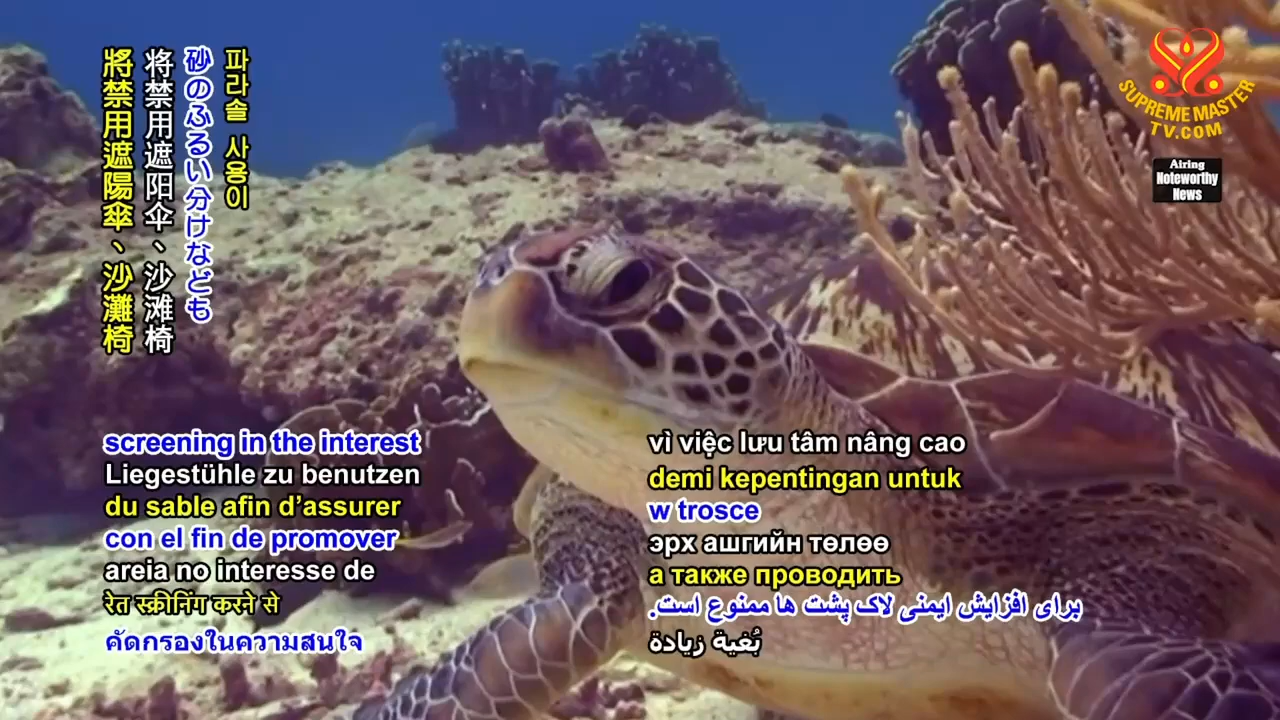 將禁用遮陽傘、沙灘椅
将禁用遮阳伞、沙滩椅
砂のふるい分けなども
파라솔 사용이
SUPREME MASTER
TV.COM
Airing
Noteworthy
News
screening in the interest
Liegestühle zu benutzen
du sable afin d’assurer
con el fin de promover
areia no interesse de
रेत स्क्रीनिंग करने से
คัดกรองในความสนใจ
vì việc lưu tâm nâng cao
demi kepentingan untuk
w trosce
эрх ашгийн төлөө
а также проводить
برای افزایش ایمنی لاک پشت ها ممنوع است.
بُغية زيادة